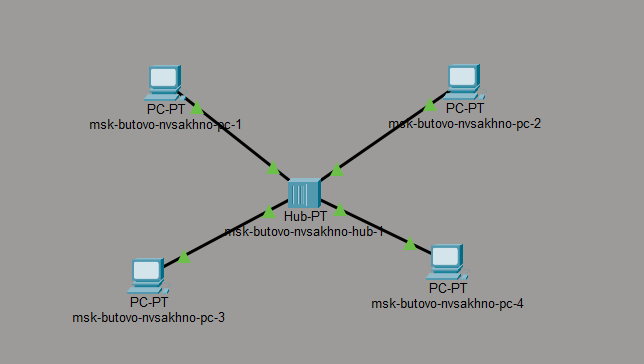 PC-PT
msk-butovo-nvsakhno-pc-1
PC-PT
msk-butovo-nvsakhno-pc-2
Hub-PT
msk-butovo-nvsakhno-hub-1
PC-PT
msk-butovo-nvsakhno-pc-3
PC-PT
msk-butovo-nvsakhno-pc-4